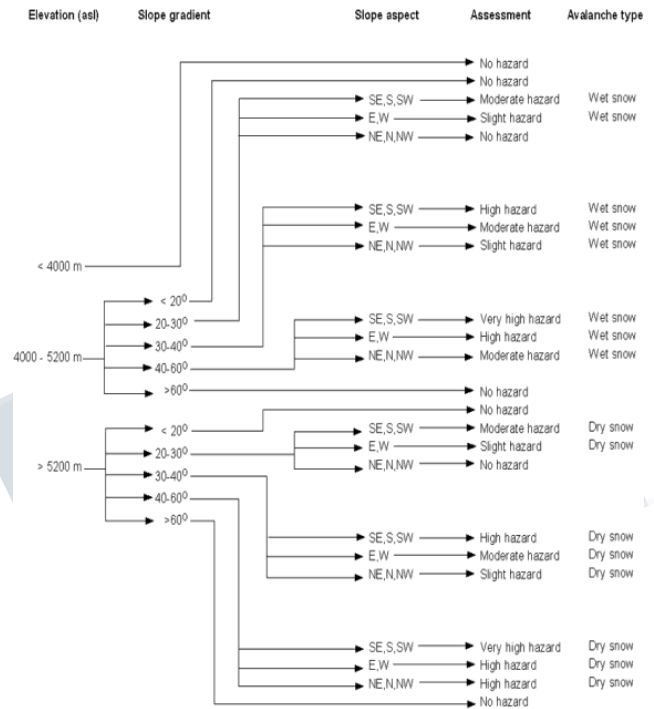 Elevation (asl) Slope gradient Slope aspect Assessment Avalanche type
No hazard
No hazard
SE,S,SW Moderate hazard Wet snow
E,W Slight hazard Wet snow
NE,N,NW No hazard
SE,S,SW High hazard Wet snow
E,W Moderate hazard Wet snow
NE,N,NW Slight hazard Wet snow
< 4000 m
< 20⁰
20-30⁰
SE,S,SW Very high hazard Wet snow
E,W High hazard Wet snow
30-40⁰
4000 - 5200 m NE,N,NW Moderate hazard Wet snow
40-60⁰
>60⁰ No hazard
No hazard
< 20⁰ SE,S,SW Moderate hazard Dry snow
20-30⁰ E,W Slight hazard Dry snow
> 5200 m NE,N,NW No hazard
30-40⁰
40-60⁰
>60⁰
SE,S,SW High hazard Dry snow
E,W Moderate hazard Dry snow
NE,N,NW Slight hazard Dry snow
SE,S,SW Very high hazard Dry snow
E,W High hazard Dry snow
NE,N,NW High hazard Dry snow
No hazard